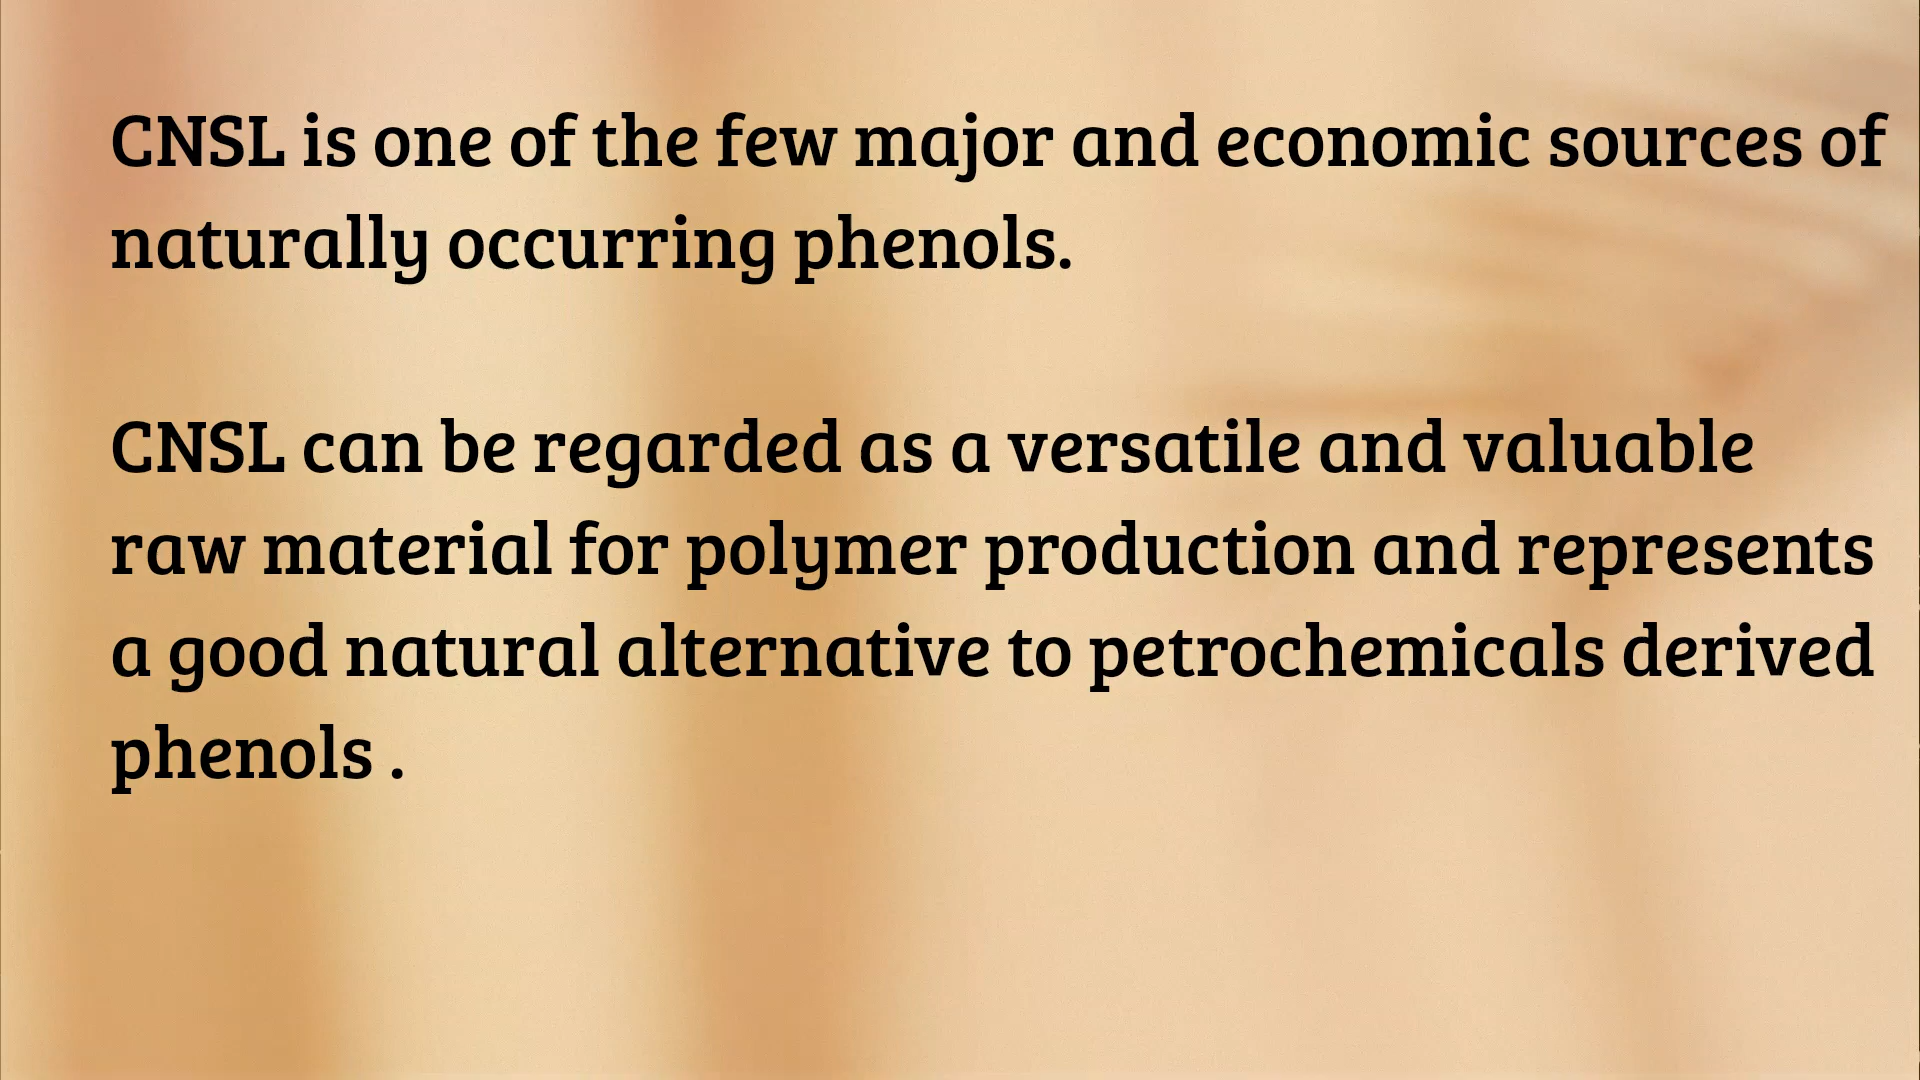 CNSL is one of the few major and economic sources of
naturally occurring phenols.
CNSL can be regarded as a versatile and valuable
raw material for polymer production and represents
a good natural alternative to petrochemicals derived
phenols .